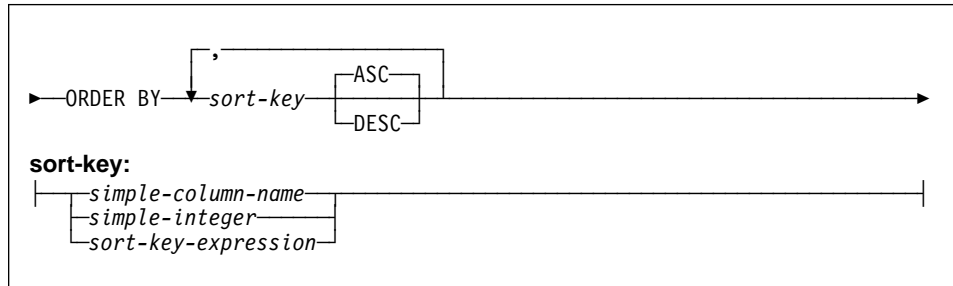 ,
ASC
ORDER BY sort-key
DESC
sort-key:
simple-column-name
simple-integer
sort-key-expression